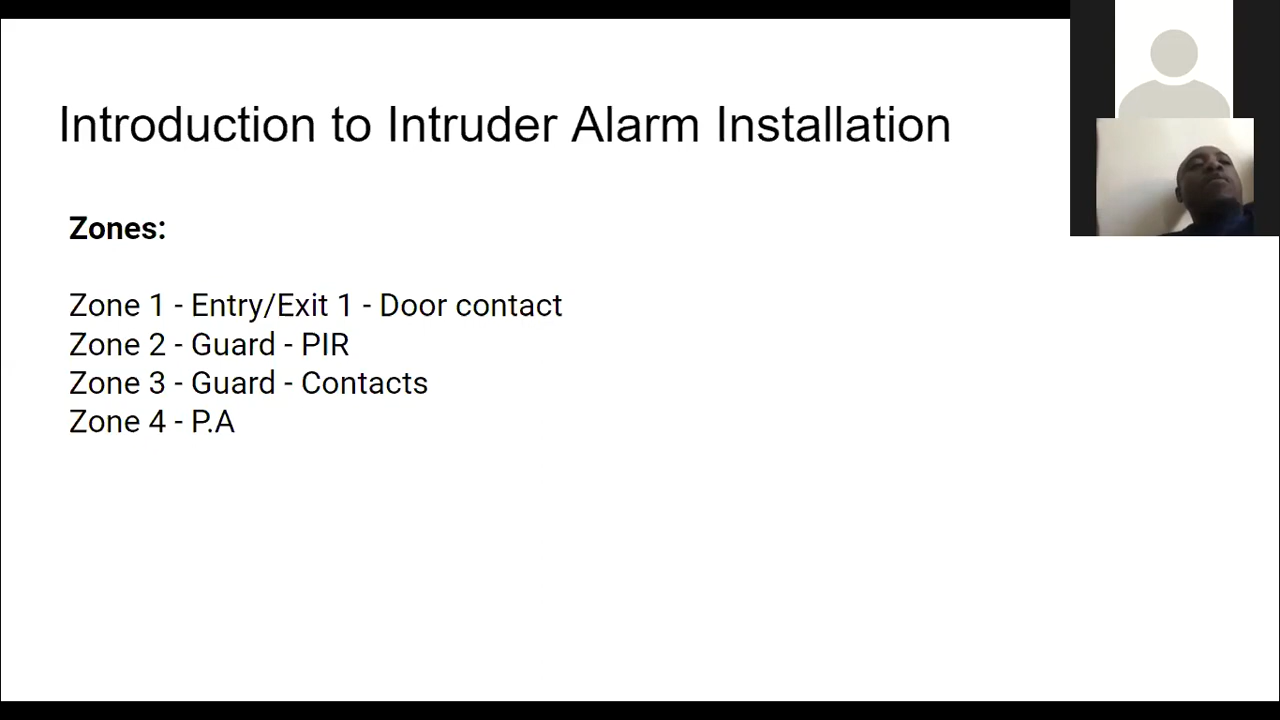 Introduction to Intruder Alarm Installation
Zones:
Zone 1 - Entry/Exit 1 - Door contact
Zone 2 - Guard - PIR
Zone 3 - Guard - Contacts
Zone 4 - P.A